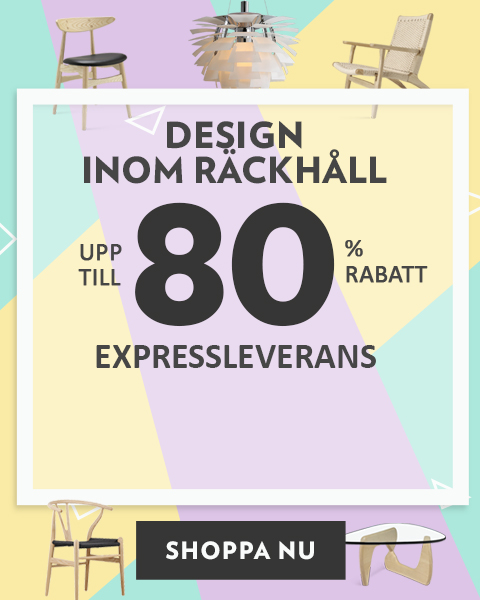 DESIGN
INOM RÄCKHÅLL
UPP
TILL
80
%
RABATT
EXPRESSLEVERANS
SHOPPA NU